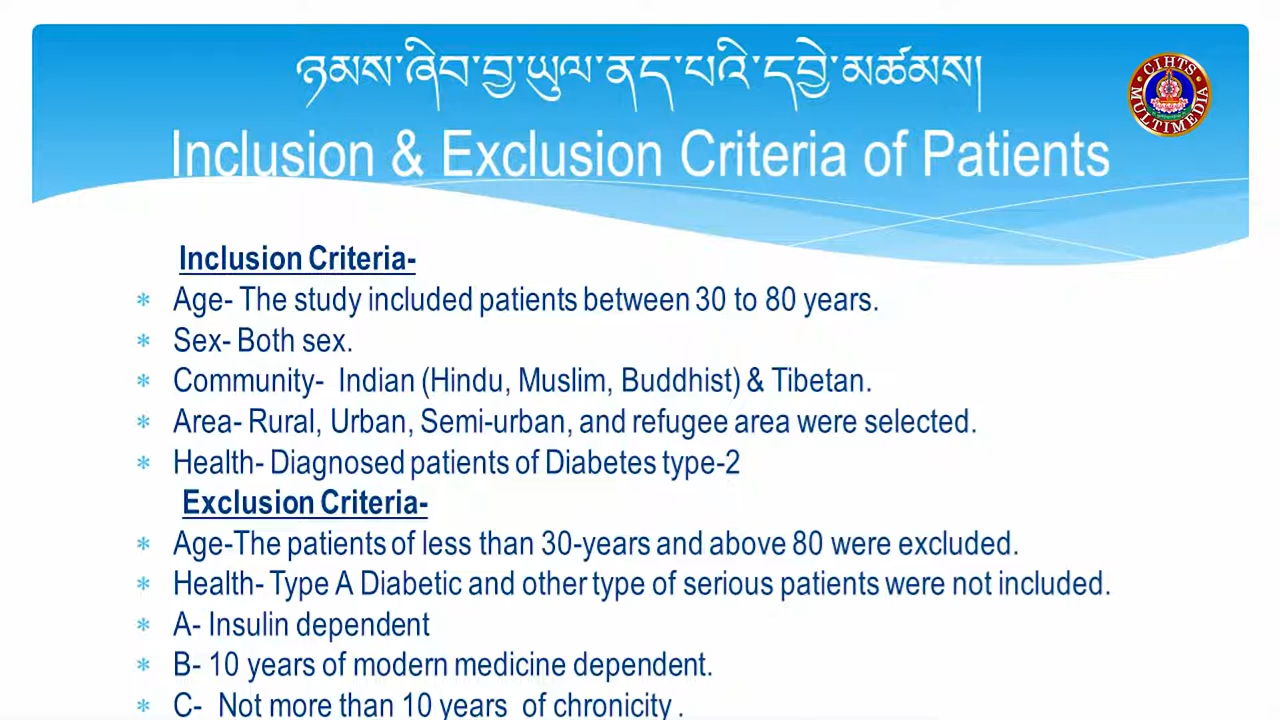 ཉམས་ཞིབ་བྱ་ཡུལ་ནད་པའི་དབྱེ་མཚམས།
CIHTS
MULTIMEDIA
Inclusion & Exclusion Criteria of Patients
Inclusion Criteria-
* Age- The study included patients between 30 to 80 years.
* Sex- Both sex.
* Community- Indian (Hindu, Muslim, Buddhist) & Tibetan.
* Area- Rural, Urban, Semi-urban, and refugee area were selected.
* Health- Diagnosed patients of Diabetes type-2
Exclusion Criteria-
* Age-The patients of less than 30-years and above 80 were excluded.
* Health- Type A Diabetic and other type of serious patients were not included.
* A- Insulin dependent
* B- 10 years of modern medicine dependent.
* C- Not more than 10 years of chronicity .